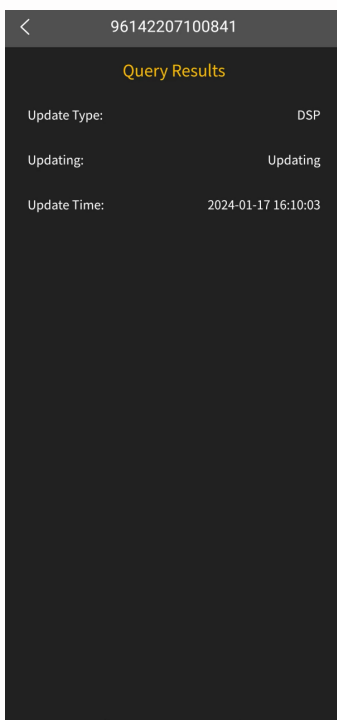 96142207100841
Query Results
Update Type: DSP
Updating: Updating
Update Time: 2024-01-17 16:10:03